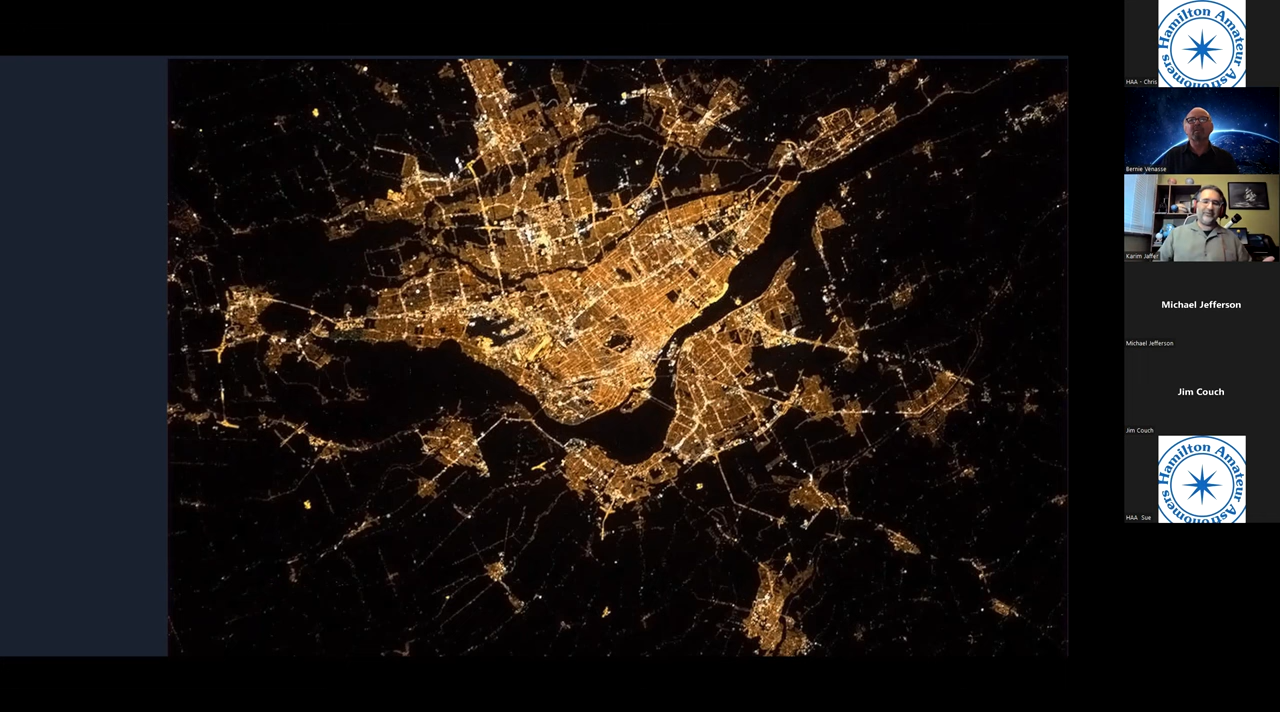 Hamilton Amateur
Astronomers
HAA - Chris
Bernie Venasse
Karim Jaffer
Michael Jefferson
Michael Jefferson
Jim Couch
Jim Couch
Hamilton Amateur
Astronomers
HAA Sue